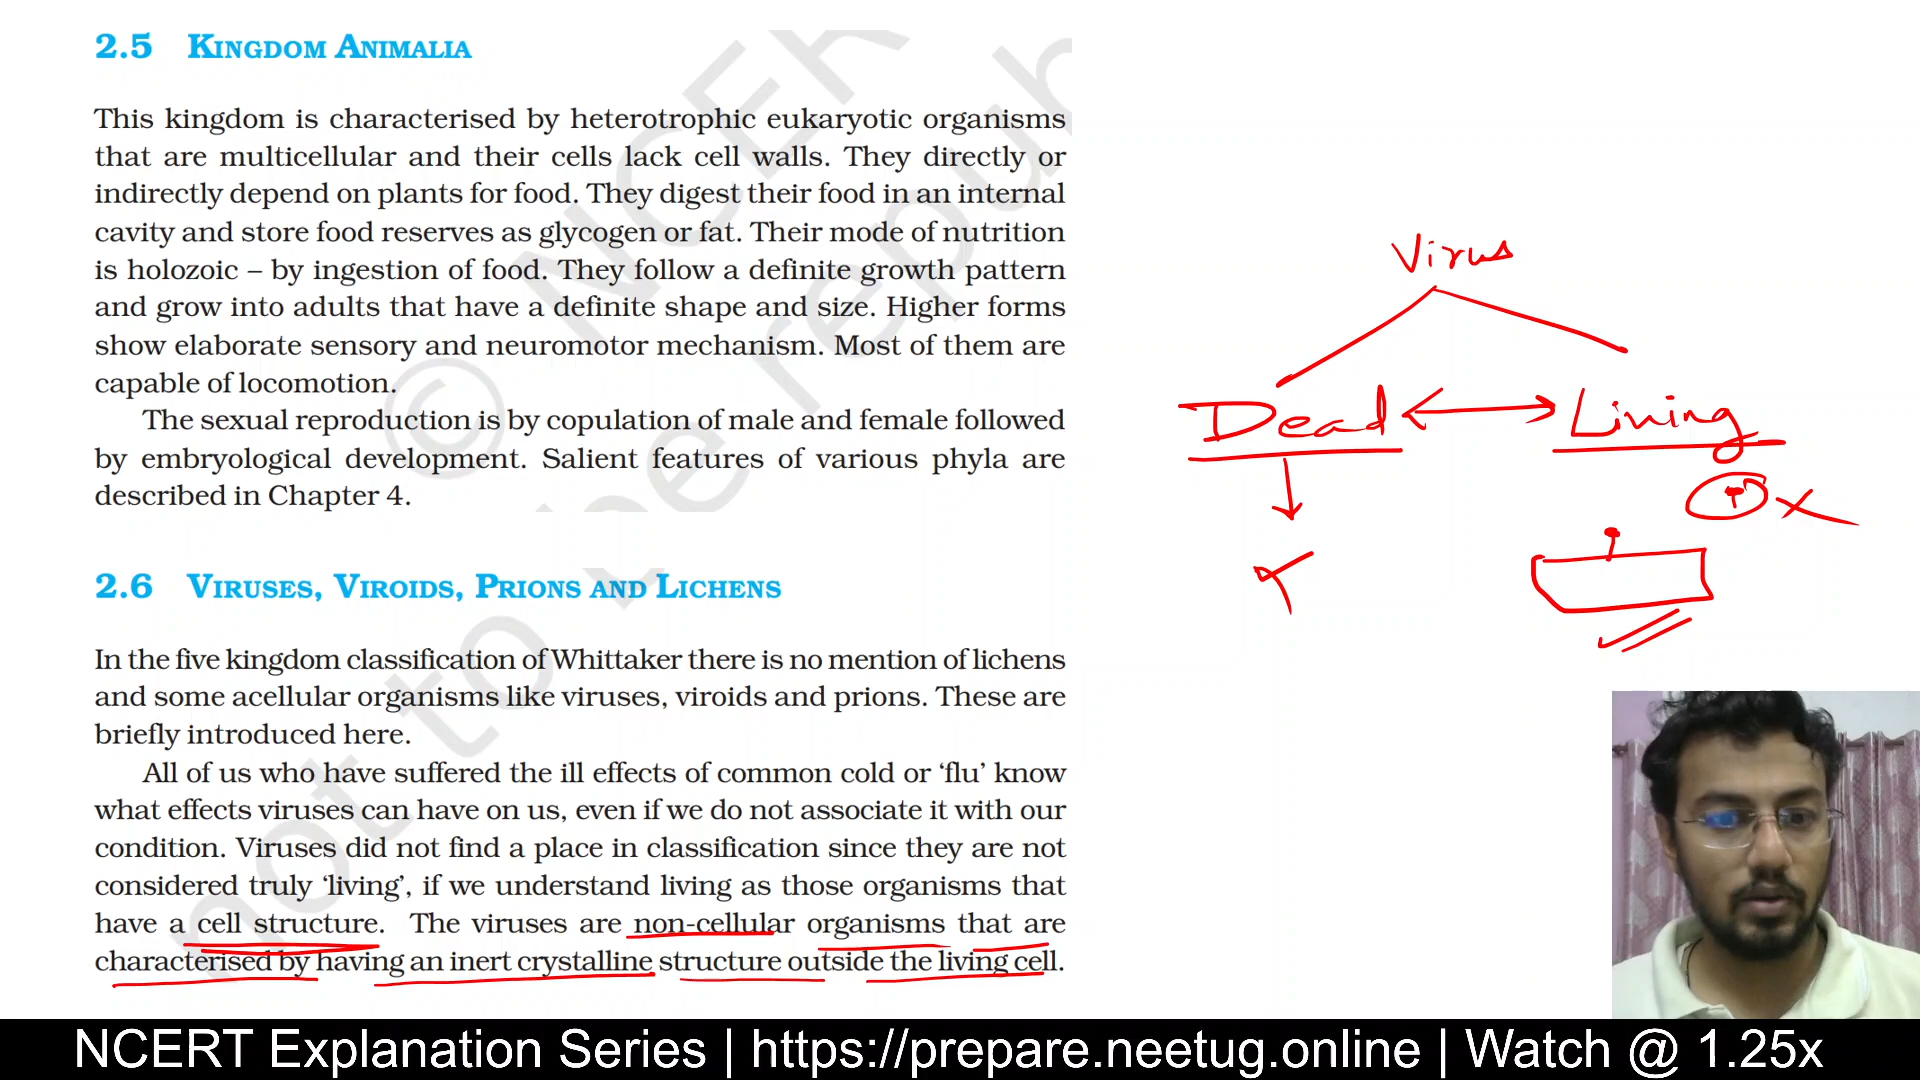 2.5 KINGDOM ANIMALIA
This kingdom is characterised by heterotrophic eukaryotic organisms
that are multicellular and their cells lack cell walls. They directly or
indirectly depend on plants for food. They digest their food in an internal
cavity and store food reserves as glycogen or fat. Their mode of nutrition
is holozoic – by ingestion of food. They follow a definite growth pattern
and grow into adults that have a definite shape and size. Higher forms
show elaborate sensory and neuromotor mechanism. Most of them are
capable of locomotion.
The sexual reproduction is by copulation of male and female followed
by embryological development. Salient features of various phyla are
described in Chapter 4.
2.6 VIRUSES, VIROIDS, PRIONS AND LICHENS
In the five kingdom classification of Whittaker there is no mention of lichens
and some acellular organisms like viruses, viroids and prions. These are
briefly introduced here.
All of us who have suffered the ill effects of common cold or ‘flu’ know
what effects viruses can have on us, even if we do not associate it with our
condition. Viruses did not find a place in classification since they are not
considered truly ‘living’, if we understand living as those organisms that
have a cell structure. The viruses are non-cellular organisms that are
characterised by having an inert crystalline structure outside the living cell.
© NCER
not to be republ
Virus
Dead Living
NCERT Explanation Series | https://prepare.neetug.online | Watch @ 1.25x